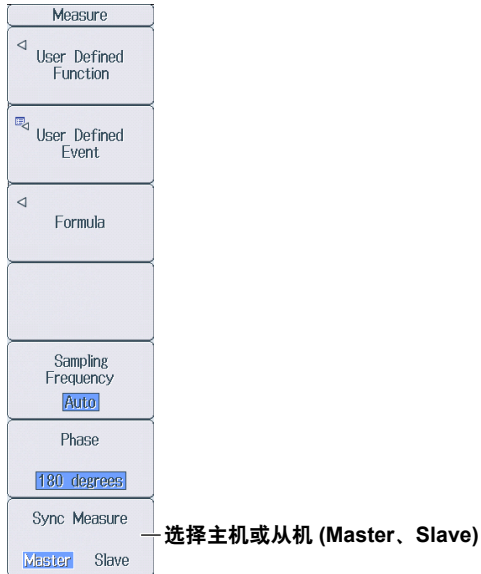 Measure
User Defined
Function
User Defined
Event
Formula
Sampling
Frequency
Auto
Phase
180 degrees
Sync Measure
Master Slave
选择主机或从机 (Master、Slave)